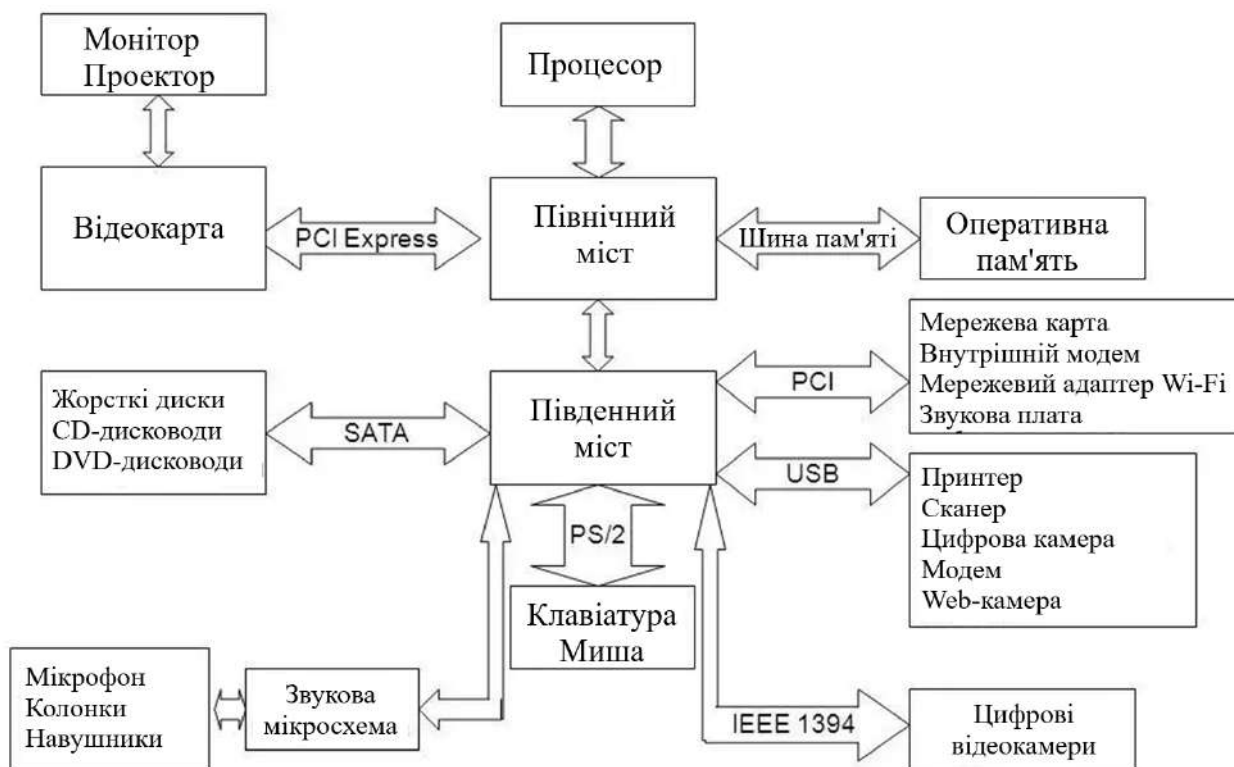 Монітор
Проектор
Процесор
Відеокарта
PCI Express
Північний
міст
Шина пам'яті
Оперативна
пам'ять
Жорсткі диски
CD-дисководи
DVD-дисководи
SATA
Південний
міст
PCI
Мережева карта
Внутрішній модем
Мережевий адаптер Wi-Fi
Звукова плата
USB
Принтер
Сканер
Цифрова камера
Модем
Web-камера
PS/2
Клавіатура
Миша
Мікрофон
Колонки
Навушники
Звукова
мікросхема
IEEE 1394
Цифрові
відеокамери